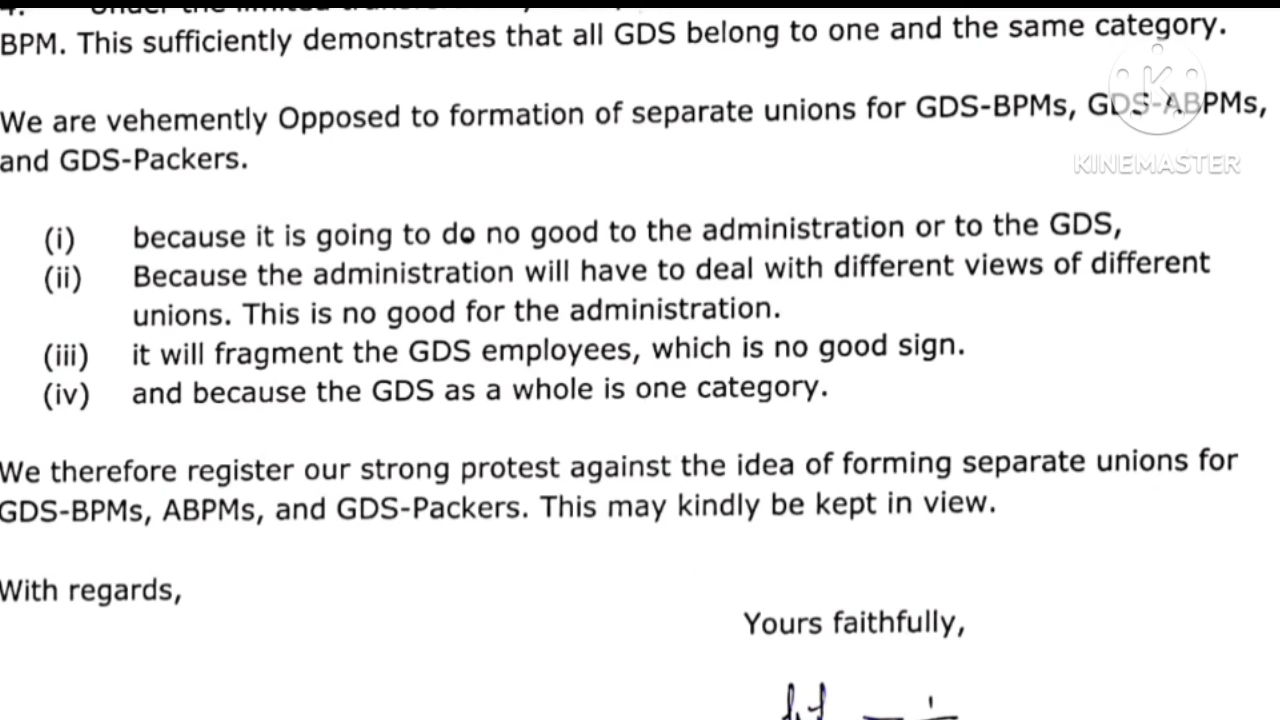 BPM. This sufficiently demonstrates that all GDS belong to one and the same category.
We are vehemently Opposed to formation of separate unions for GDS-BPMs, GDS-ABPMs,
and GDS-Packers.
(i) because it is going to do no good to the administration or to the GDS,
(ii) Because the administration will have to deal with different views of different
unions. This is no good for the administration.
(iii) it will fragment the GDS employees, which is no good sign.
(iv) and because the GDS as a whole is one category.
We therefore register our strong protest against the idea of forming separate unions for
GDS-BPMs, ABPMs, and GDS-Packers. This may kindly be kept in view.
With regards,
Yours faithfully,
K
KINEMASTER